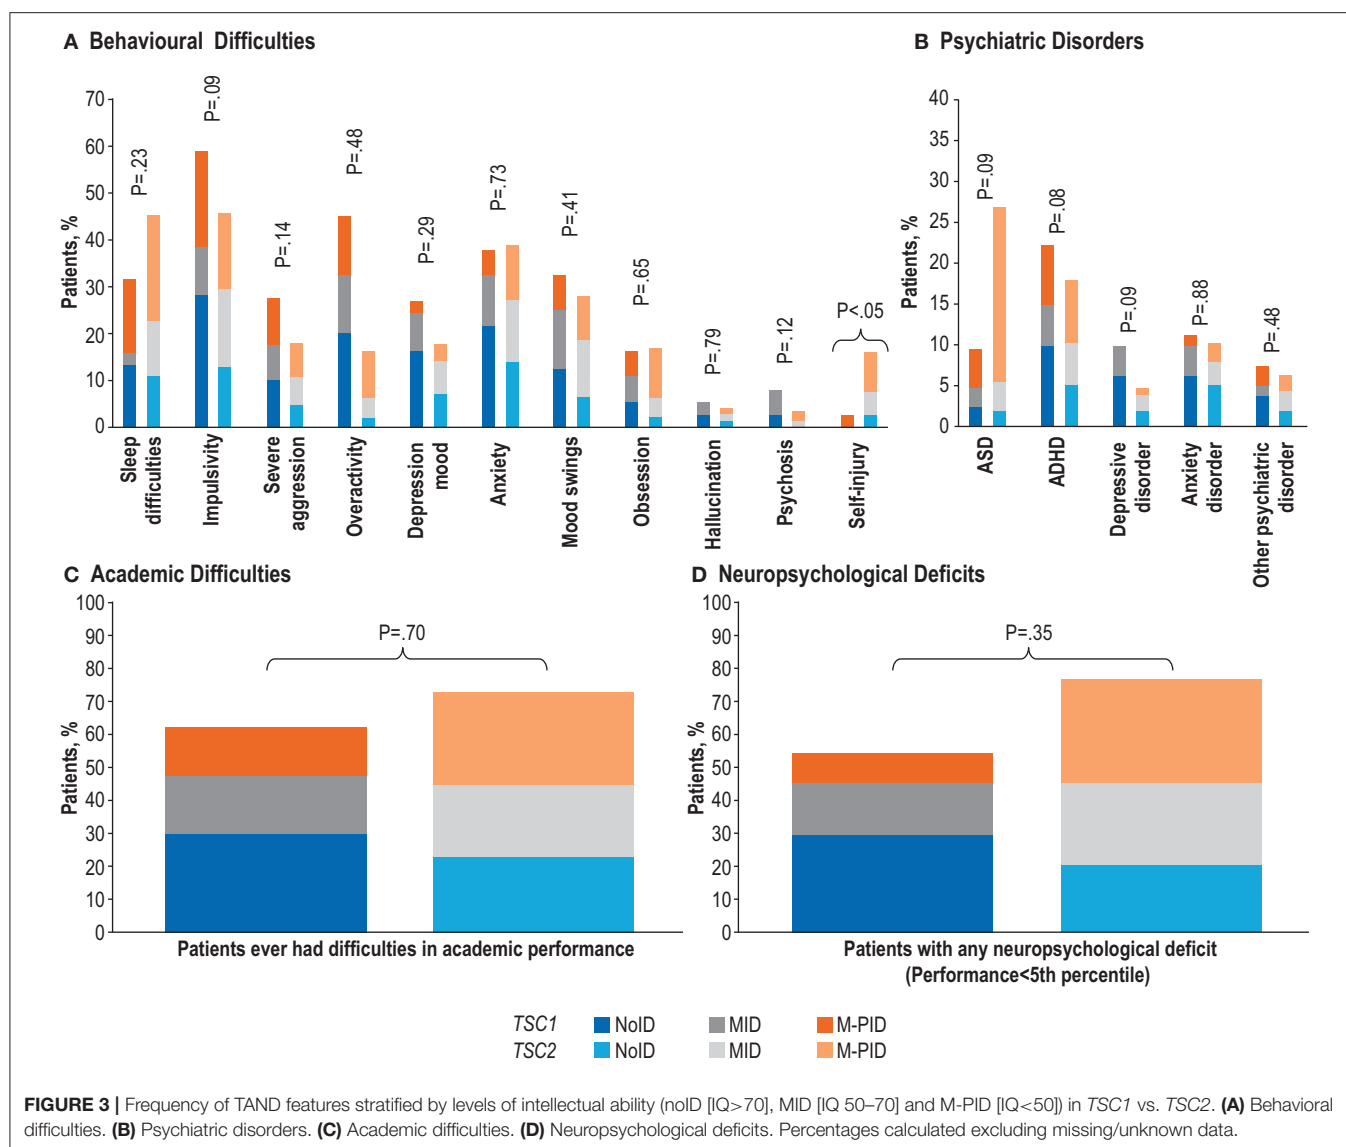 A Behavioural Difficulties
Patients, %
70
60
50
40
30
20
10
0
P=.23
P=.09
P=.14
P=.48
P=.29
P=.73
P=.41
P=.65
P=.79
P=.12
P<.05
Sleep
difficulties
Impulsivity
Severe
aggression
Overactivity
Depression
mood
Anxiety
Mood swings
Obsession
Hallucination
Psychosis
Self-injury
B Psychiatric Disorders
Patients, %
40
35
30
25
20
15
10
5
0
P=.09
P=.08
P=.09
P=.88
P=.48
ASD
ADHD
Depressive
disorder
Anxiety
disorder
Other psychiatric
disorder
C Academic Difficulties
Patients, %
100
90
80
70
60
50
40
30
20
10
0
P=.70
Patients ever had difficulties in academic performance
D Neuropsychological Deficits
Patients, %
100
90
80
70
60
50
40
30
20
10
0
P=.35
Patients with any neuropsychological deficit
(Performance<5th percentile)
TSC1 NoID MID M-PID
TSC2 NoID MID M-PID
FIGURE 3 | Frequency of TAND features stratified by levels of intellectual ability (noID [IQ>70], MID [IQ 50–70] and M-PID [IQ<50]) in TSC1 vs. TSC2. (A) Behavioral
difficulties. (B) Psychiatric disorders. (C) Academic difficulties. (D) Neuropsychological deficits. Percentages calculated excluding missing/unknown data.